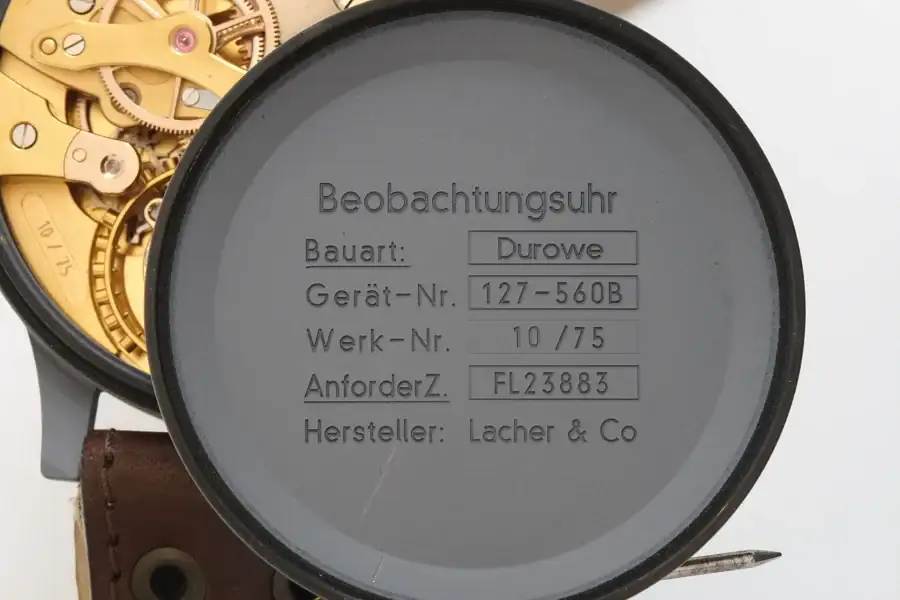 Beobachtungsuhr
Bauart: Durowe
Gerät-Nr. 127-560B
Werk-Nr. 10 /75
AnforderZ. FL23883
Hersteller: Lacher & Co
10 / 75